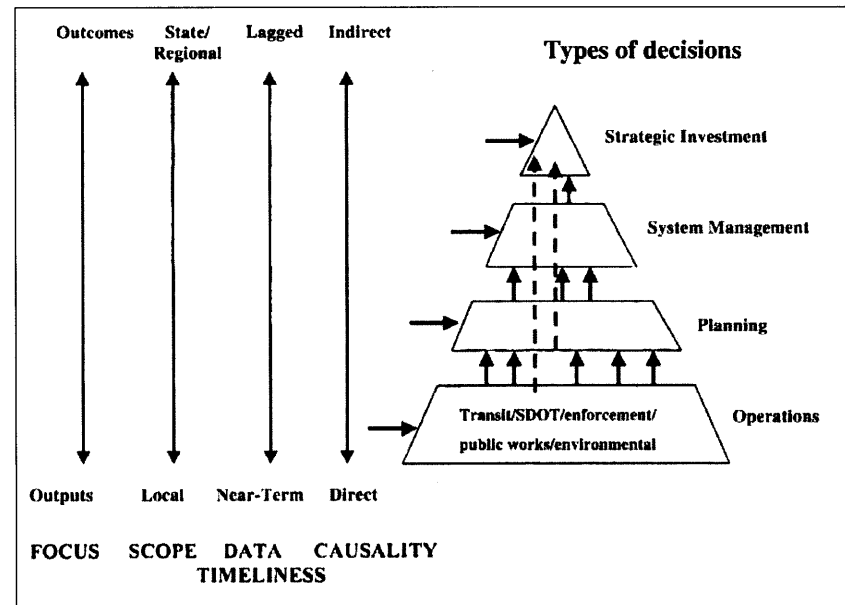 Outcomes State/ Lagged Indirect
Regional
Types of decisions
Strategic Investment
System Management
Planning
Operations
Transit/SDOT/enforcement/
public works/environmental
Outputs Local Near-Term Direct
FOCUS SCOPE DATA CAUSALITY
TIMELINESS